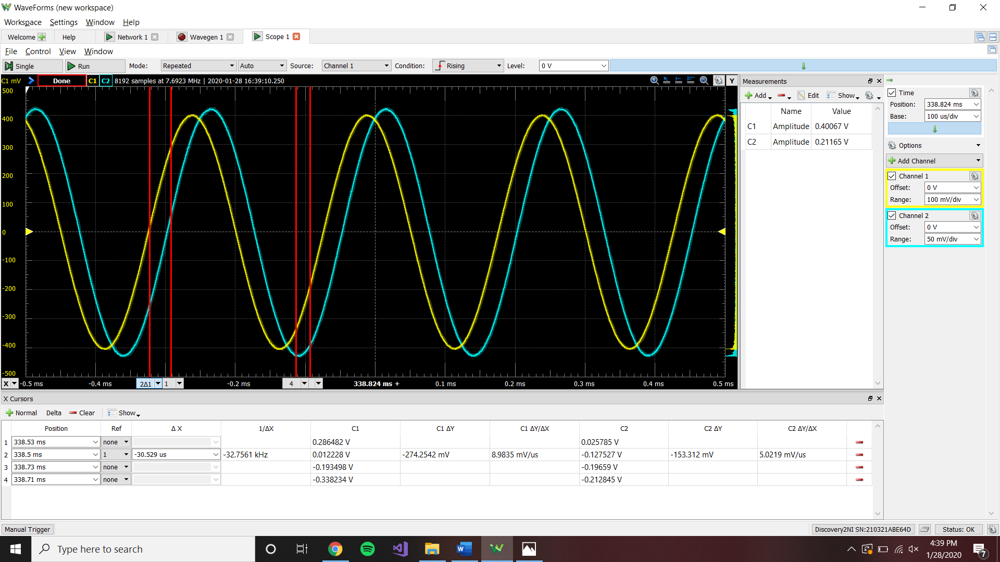 WaveForms (new workspace)
Workspace Settings Window Help
Welcome Help Network 1 Wavegen 1 Scope 1
File Control View Window
Single Run Mode: Repeated Auto Source: Channel 1 Condition: Rising Level: 0 V
C1 mV Done C1 C2 8192 samples at 7.6923 MHz | 2020-01-28 16:39:10.250 Y
500
400
300
200
100
0
-100
-200
-300
-400
-500
X -0.5 ms -0.4 ms 2Δ1 1 -0.2 ms 4 338.824 ms + 0.1 ms 0.2 ms 0.3 ms 0.4 ms 0.5 ms
Measurements
Add Edit Show
Name Value
C1 Amplitude 0.40067 V
C2 Amplitude 0.21165 V
Time
Position: 338.824 ms
Base: 100 us/div
Options
Add Channel
Channel 1
Offset: 0 V
Range: 100 mV/div
Channel 2
Offset: 0 V
Range: 50 mV/div
X Cursors
Normal Delta Clear Show
Position Ref Δ X 1/ΔX C1 C1 ΔY C1 ΔY/ΔX C2 C2 ΔY C2 ΔY/ΔX
1 338.53 ms none 0.286482 V 0.025785 V
2 338.5 ms 1 -30.529 us -32.7561 kHz 0.012228 V -274.2542 mV 8.9835 mV/us -0.127527 V -153.312 mV 5.0219 mV/us
3 338.73 ms none -0.193498 V -0.19659 V
4 338.71 ms none -0.338234 V -0.212845 V
Manual Trigger Discovery2NI SN:210321ABE64D Status: OK
Type here to search
4:39 PM
1/28/2020
7